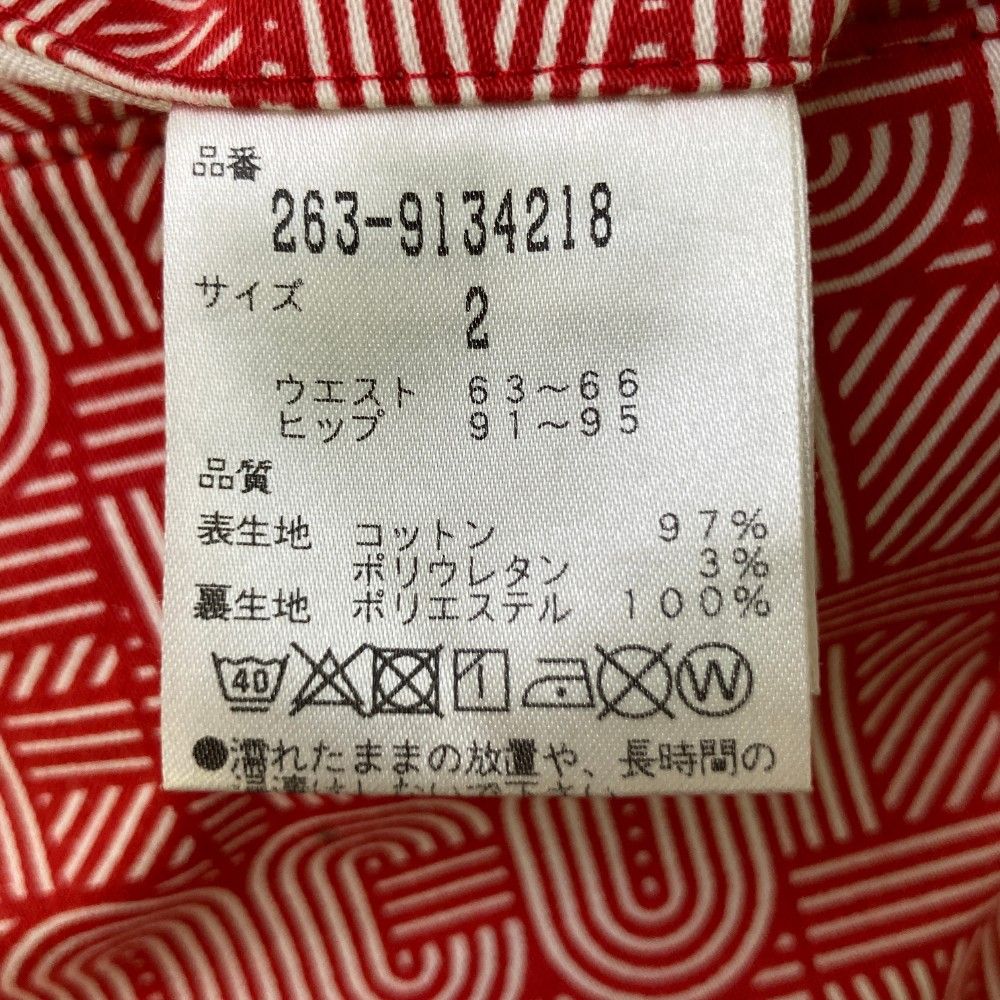 品番
263-9134218
サイズ 2
ウエスト 63～66
ヒップ 91～95
品質
表生地 コットン 97%
ポリウレタン 3%
裏生地 ポリエステル 100%
40 1 W
●濡れたままの放置や、長時間の